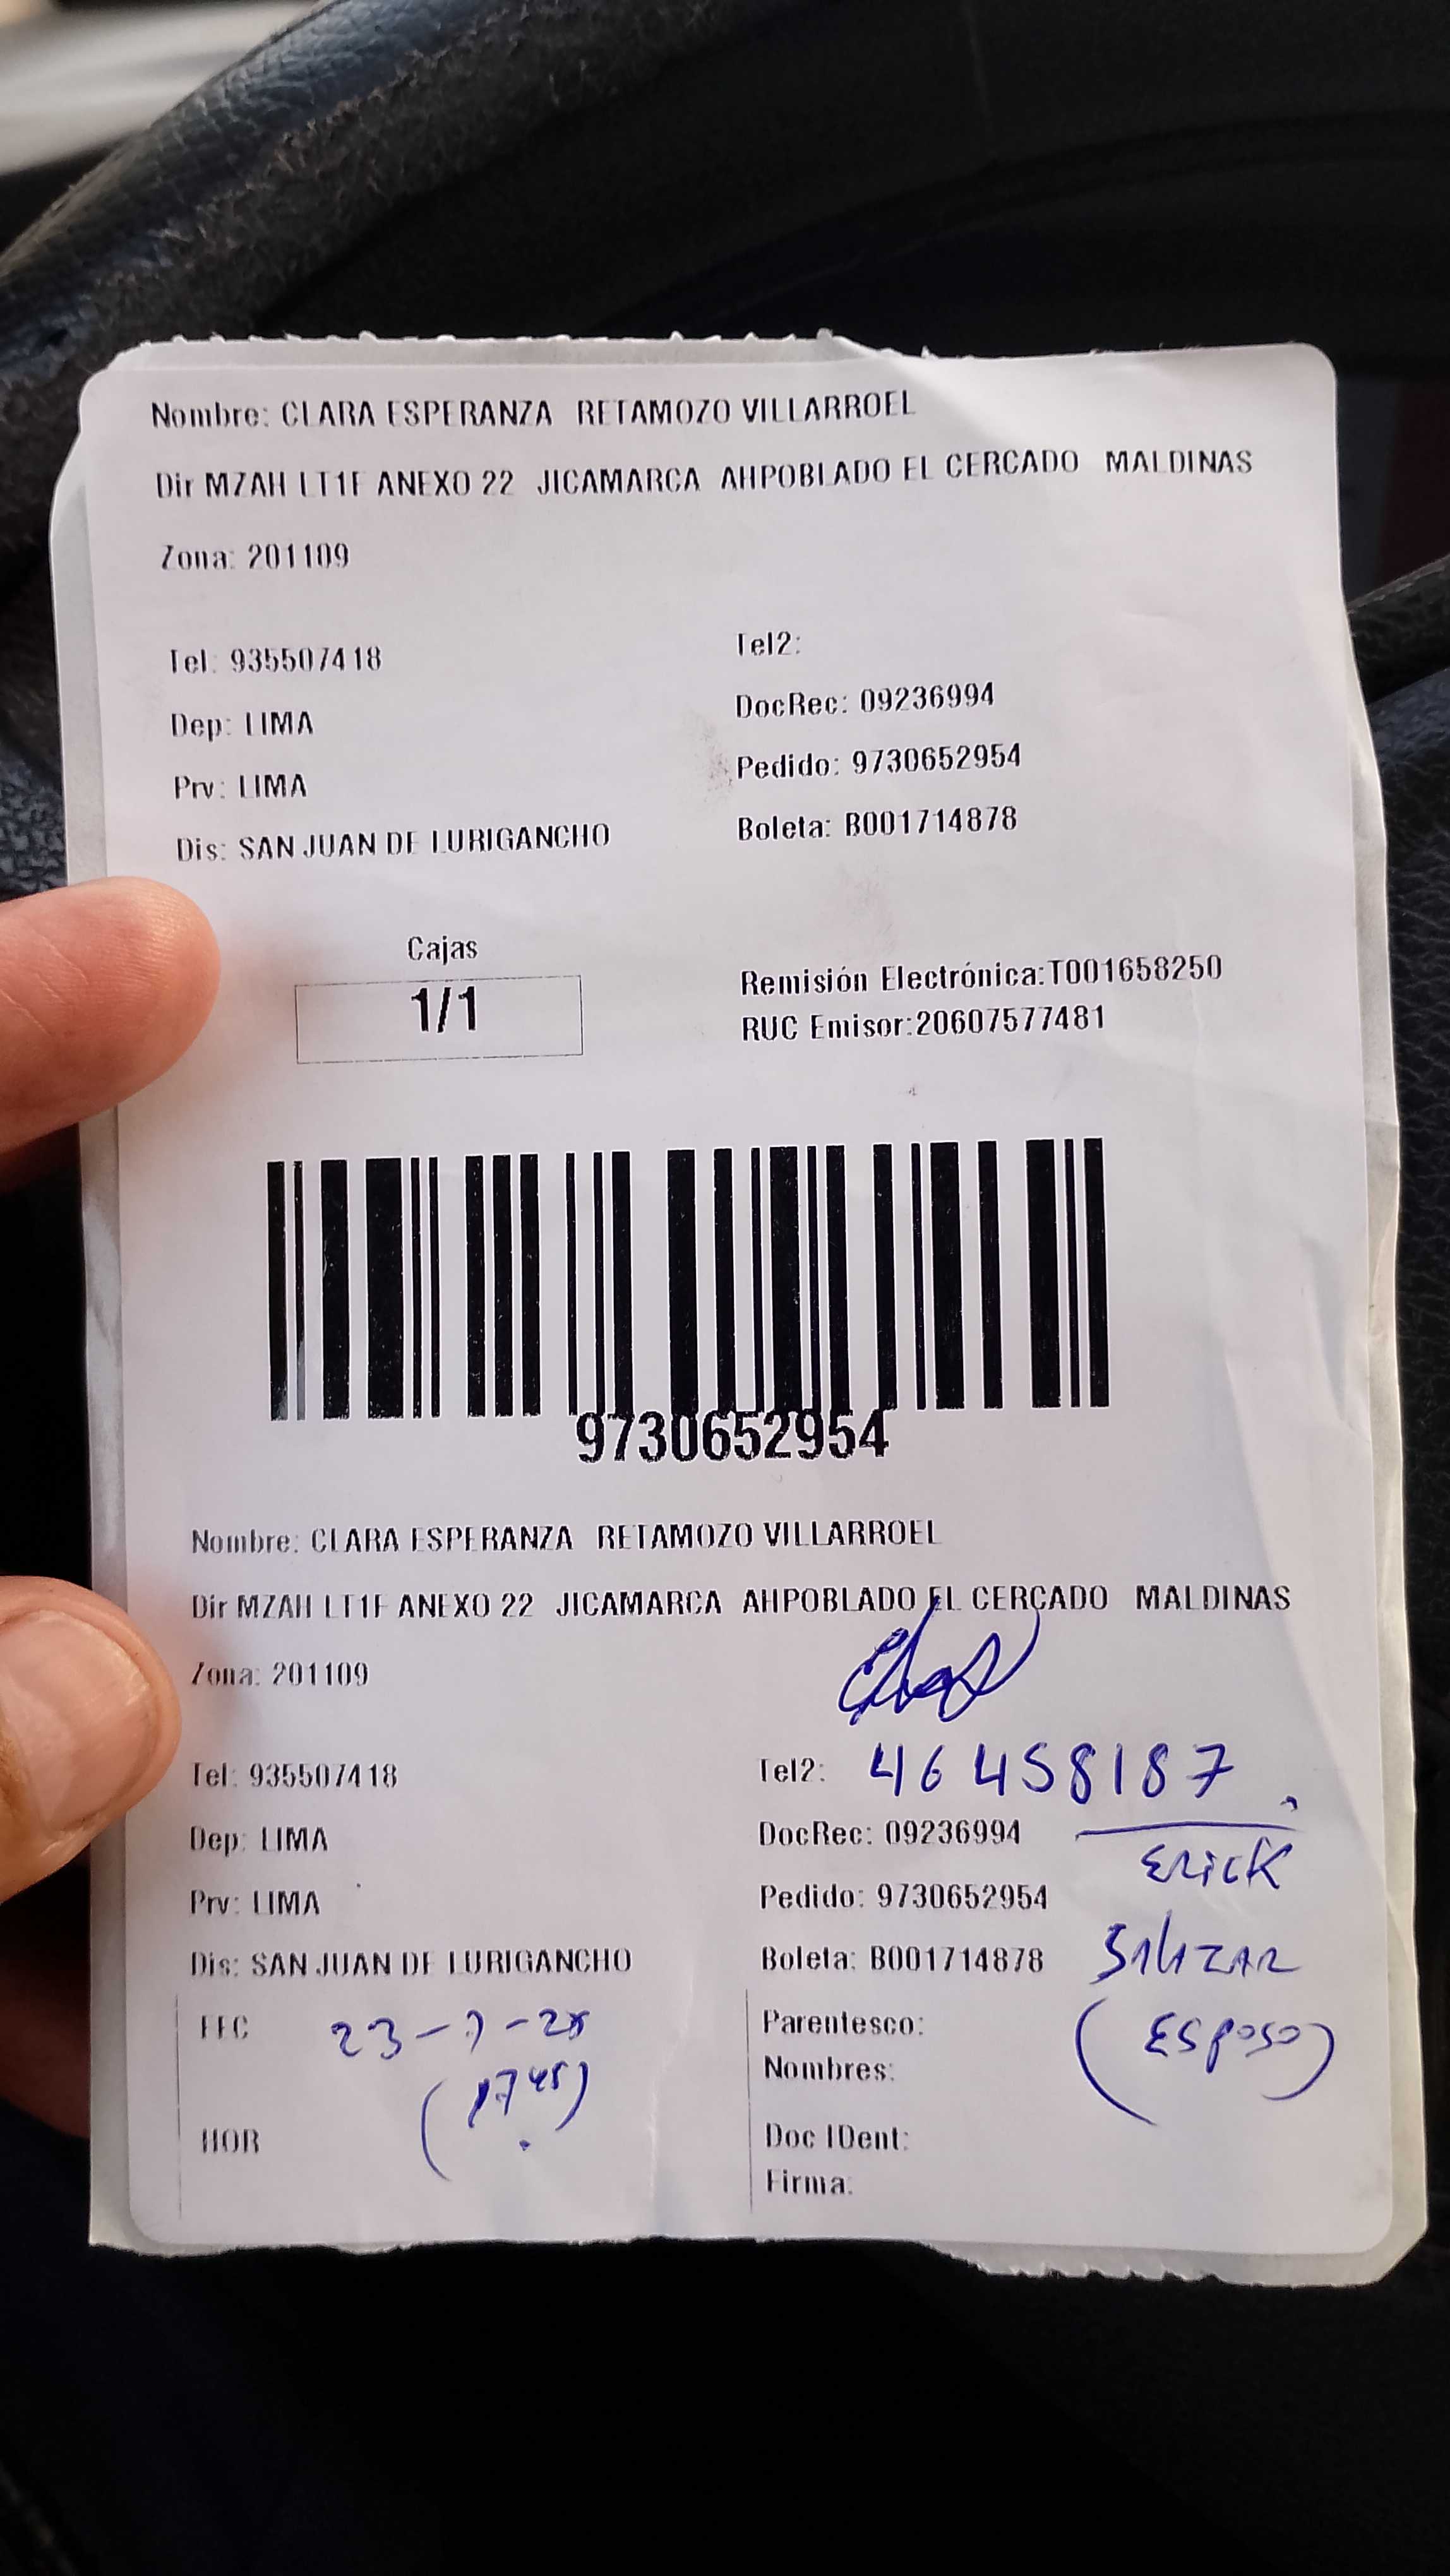 Nombre: CLARA ESPERANZA RETAMOZO VILLARROEL
Dir MZAH LT1F ANEXO 22 JICAMARCA AHPOBLADO EL CERCADO MALDINAS
Zona: 201109
Tel: 935507418
Tel2:
Dep: LIMA
DocRec: 09236994
Prv: LIMA
Pedido: 9730652954
Dis: SAN JUAN DE LURIGANCHO
Boleta: B001714878
Cajas
1/1
Remisión Electrónica:T001658250
RUC Emisor:20607577481
9730652954
Nombre: CLARA ESPERANZA RETAMOZO VILLARROEL
Dir MZAH LT1F ANEXO 22 JICAMARCA AHPOBLADO EL CERCADO MALDINAS
Zona: 201109
Tel: 935507418
Tel2: 46458187
Dep: LIMA
DocRec: 09236994
Erick
Prv: LIMA
Pedido: 9730652954
Dis: SAN JUAN DE LURIGANCHO
Boleta: B001714878
SALAZAR
FEC
Parentesco:
(Esposo)
Nombres:
(1745)
HOR
Doc IDent:
Firma: